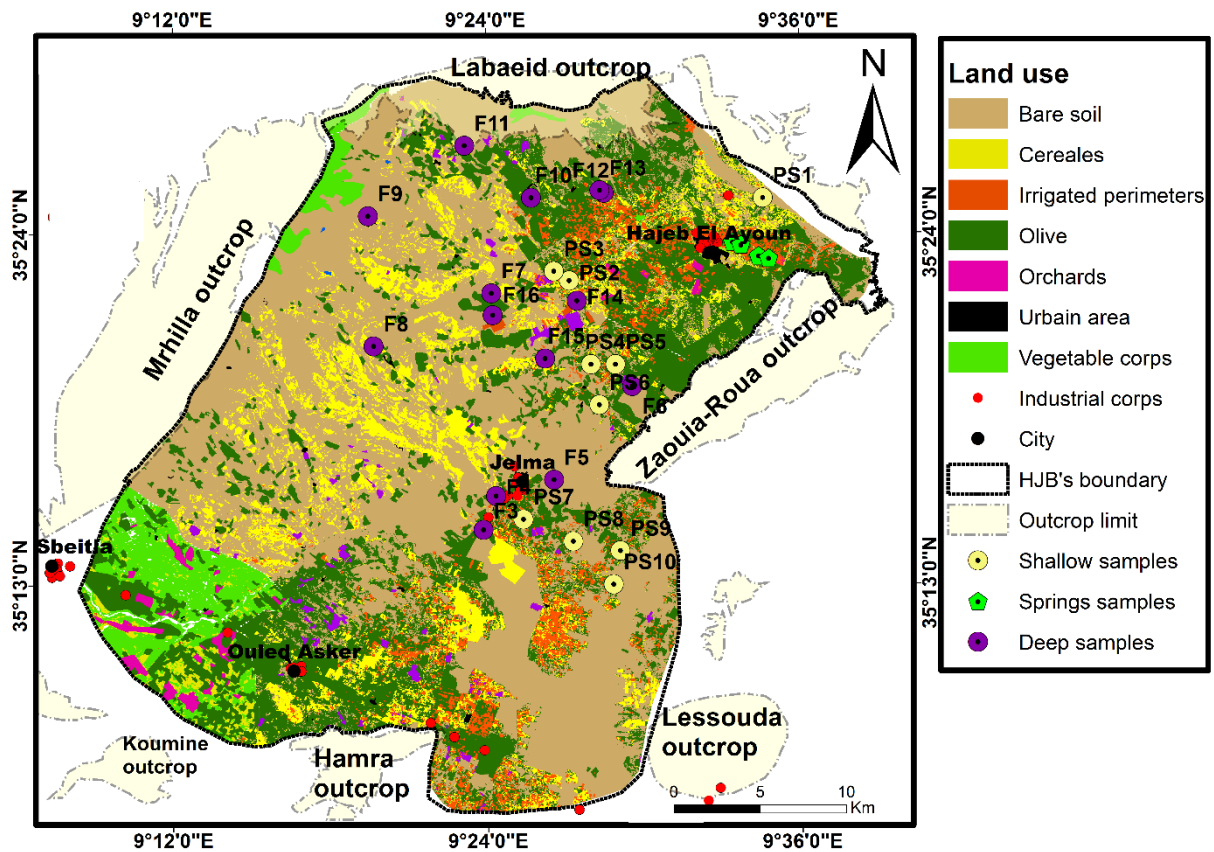 9°12'0"E
9°24'0"E
9°36'0"E
Labaeid outcrop
N
F11
F10
F12
F13
PS1
F9
35°24'0"N
35°24'0"N
Hajeb El Ayoun
PS3
PS2
F7
F16
F14
Mrhilla outcrop
F8
F15
PS4
PS5
PS6
F6
Zaouia-Roua outcrop
Jelma
F5
PS7
F3
PS8
PS9
Sbeitla
PS10
35°13'0"N
35°13'0"N
Ouled Asker
Lessouda
outcrop
Koumine
outcrop
Hamra
outcrop
0
5
10
Km
9°12'0"E
9°24'0"E
9°36'0"E
Land use
Bare soil
Cereales
Irrigated perimeters
Olive
Orchards
Urbain area
Vegetable corps
Industrial corps
City
HJB's boundary
Outcrop limit
Shallow samples
Springs samples
Deep samples